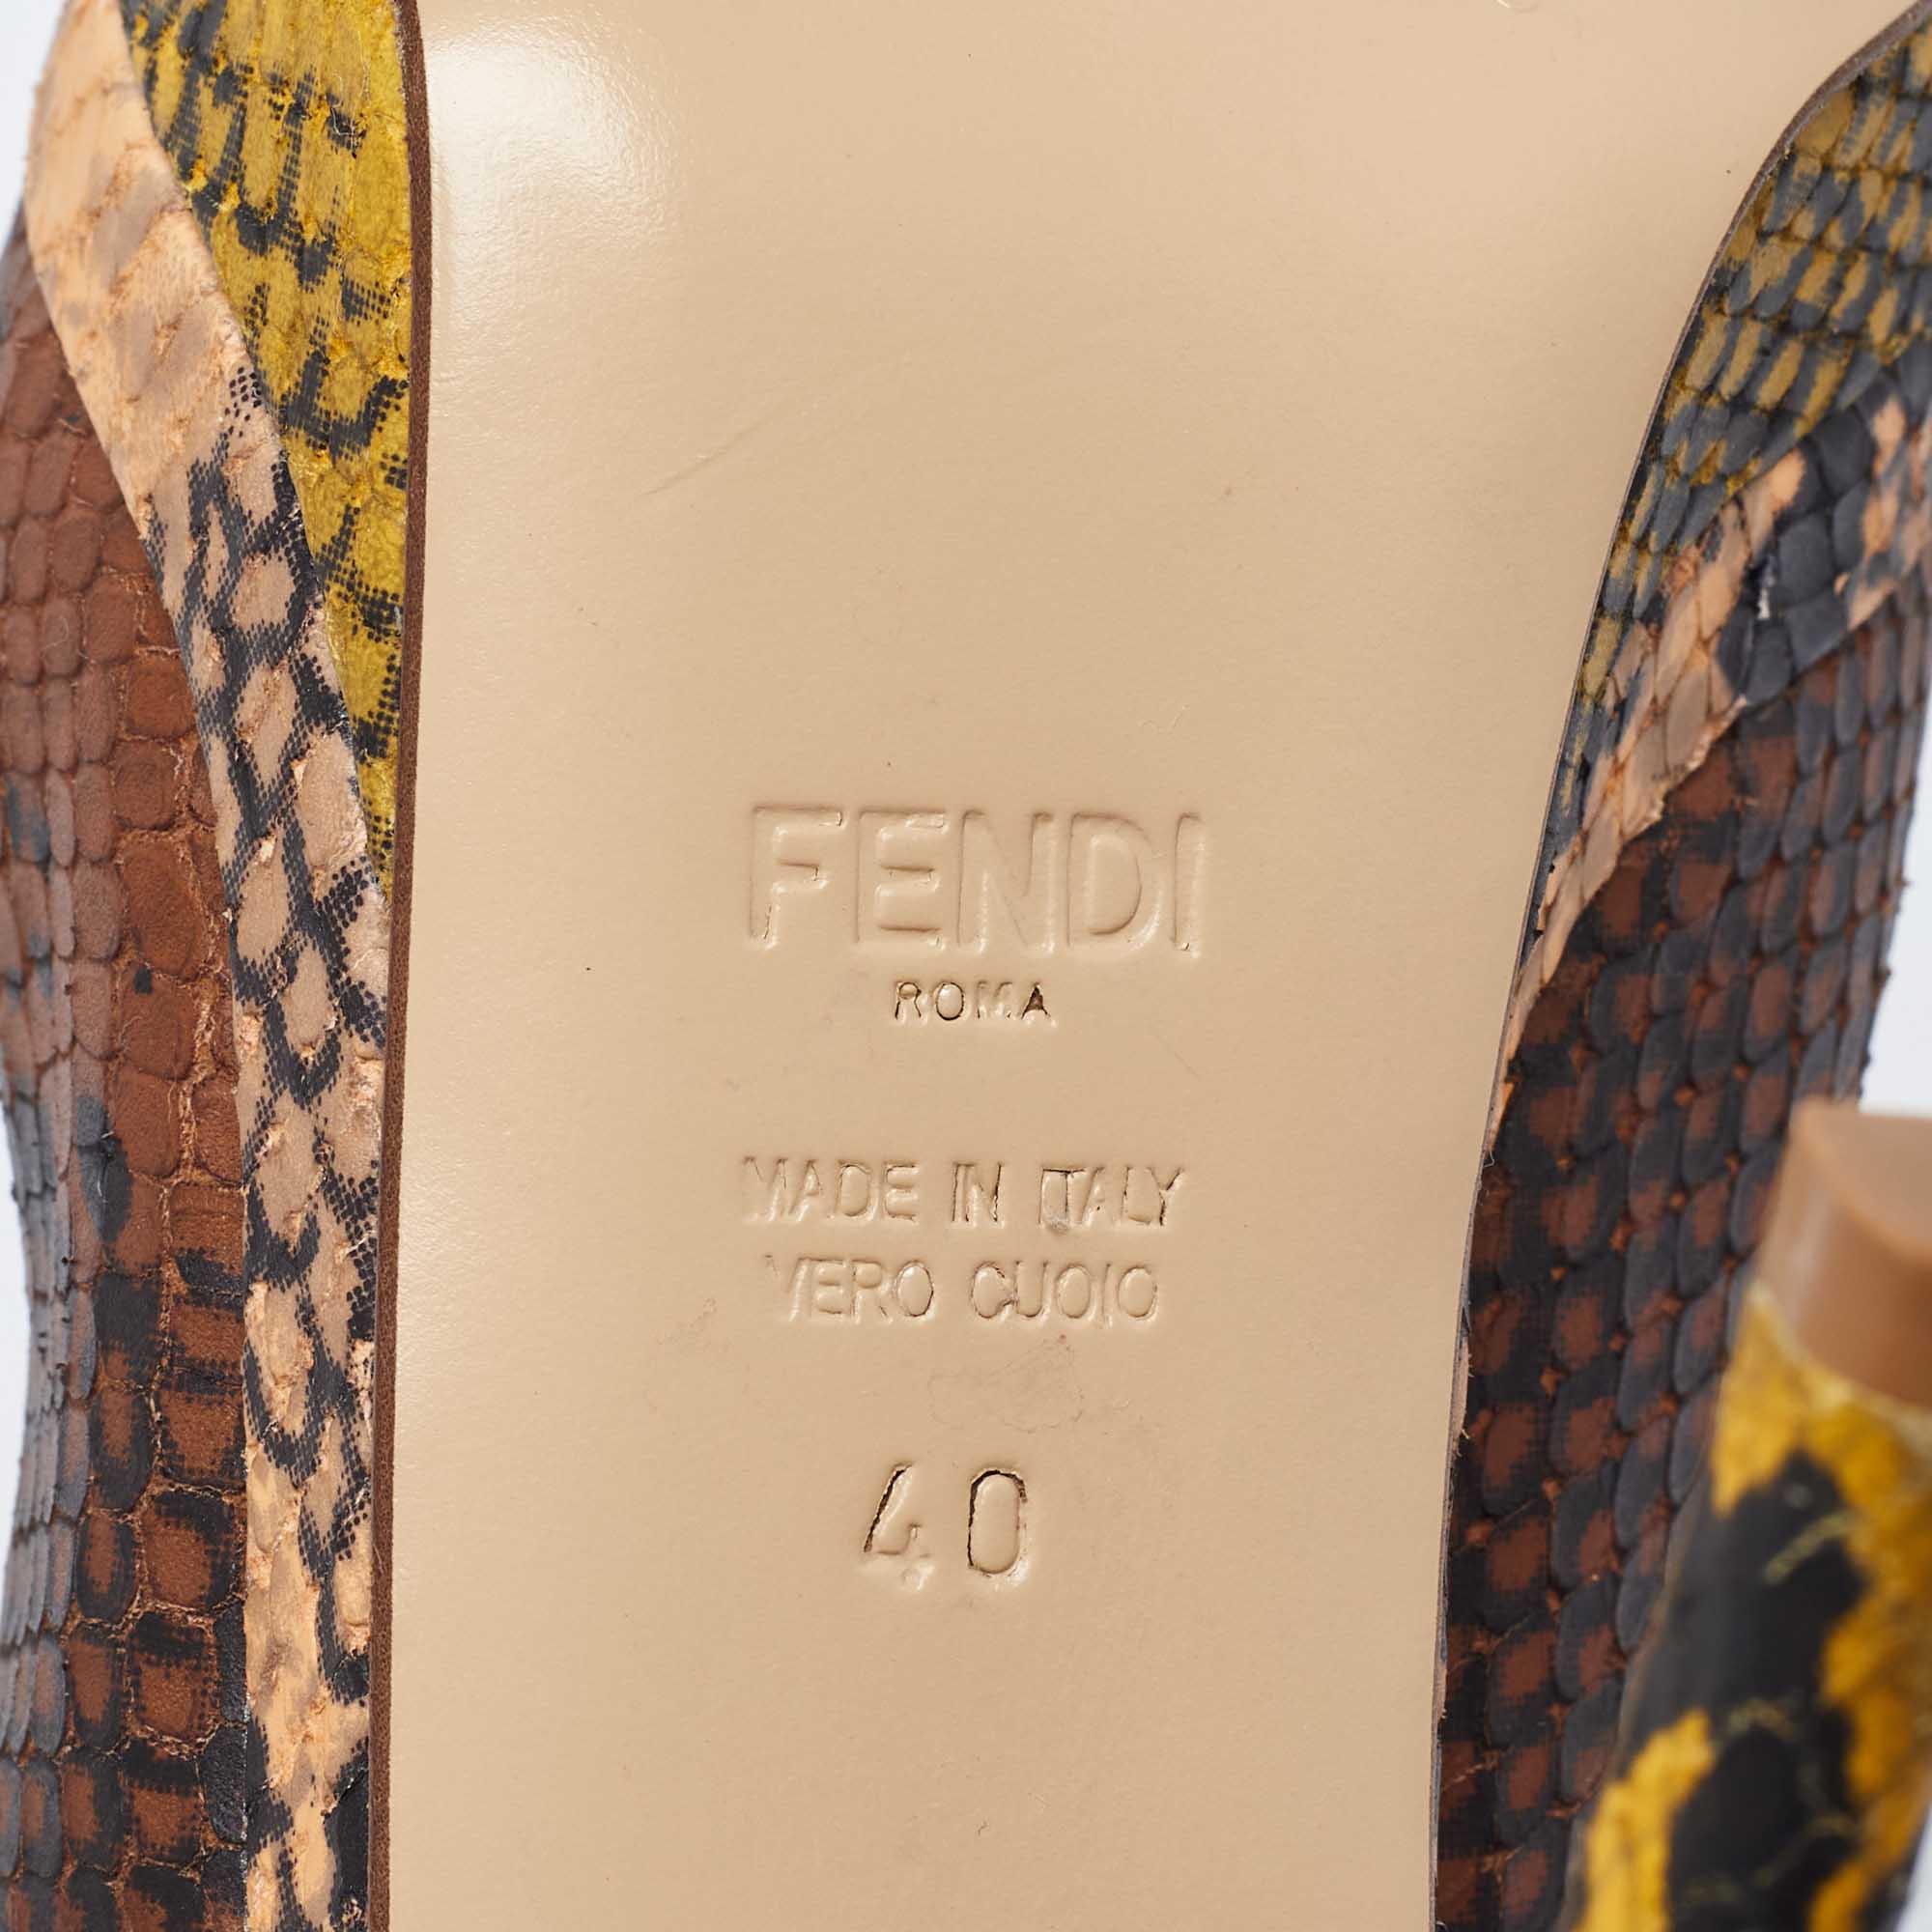 FENDI
ROMA
MADE IN ITALY
VERO CUOIO
40